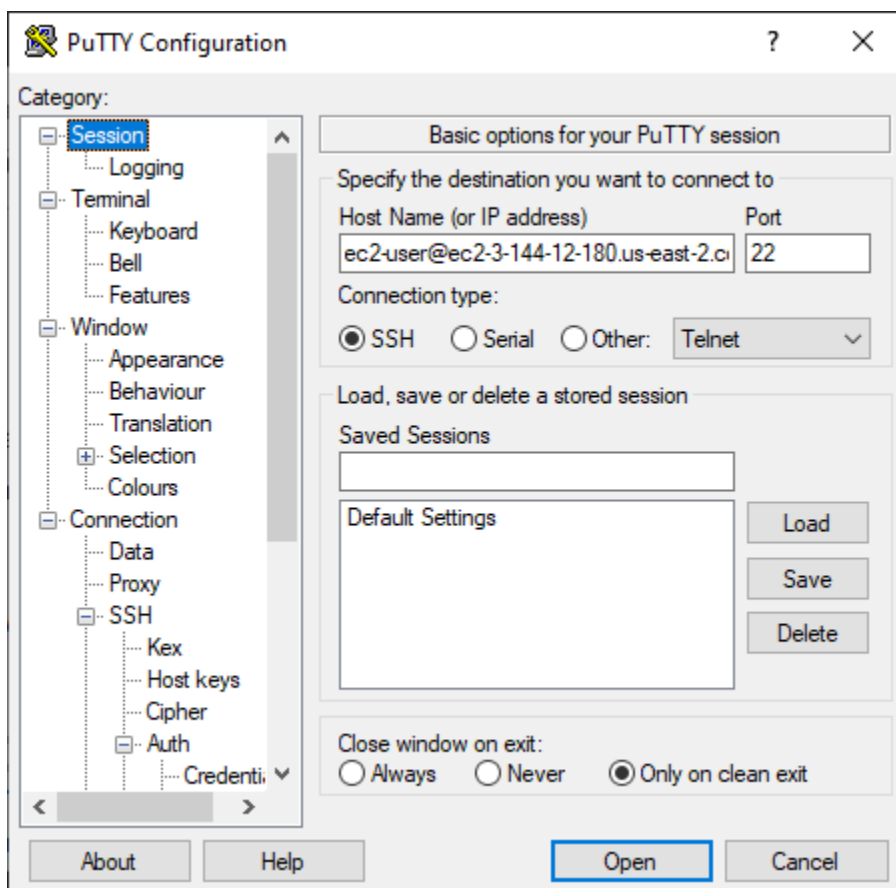 PuTTY Configuration
?
Category:
Session
Logging
Terminal
Keyboard
Bell
Features
Window
Appearance
Behaviour
Translation
Selection
Colours
Connection
Data
Proxy
SSH
Kex
Host keys
Cipher
Auth
Credenti
Basic options for your PuTTY session
Specify the destination you want to connect to
Host Name (or IP address) Port
ec2-user@ec2-3-144-12-180.us-east-2.c 22
Connection type:
SSH Serial Other: Telnet
Load, save or delete a stored session
Saved Sessions
Default Settings
Load
Save
Delete
Close window on exit:
Always Never Only on clean exit
About Help Open Cancel